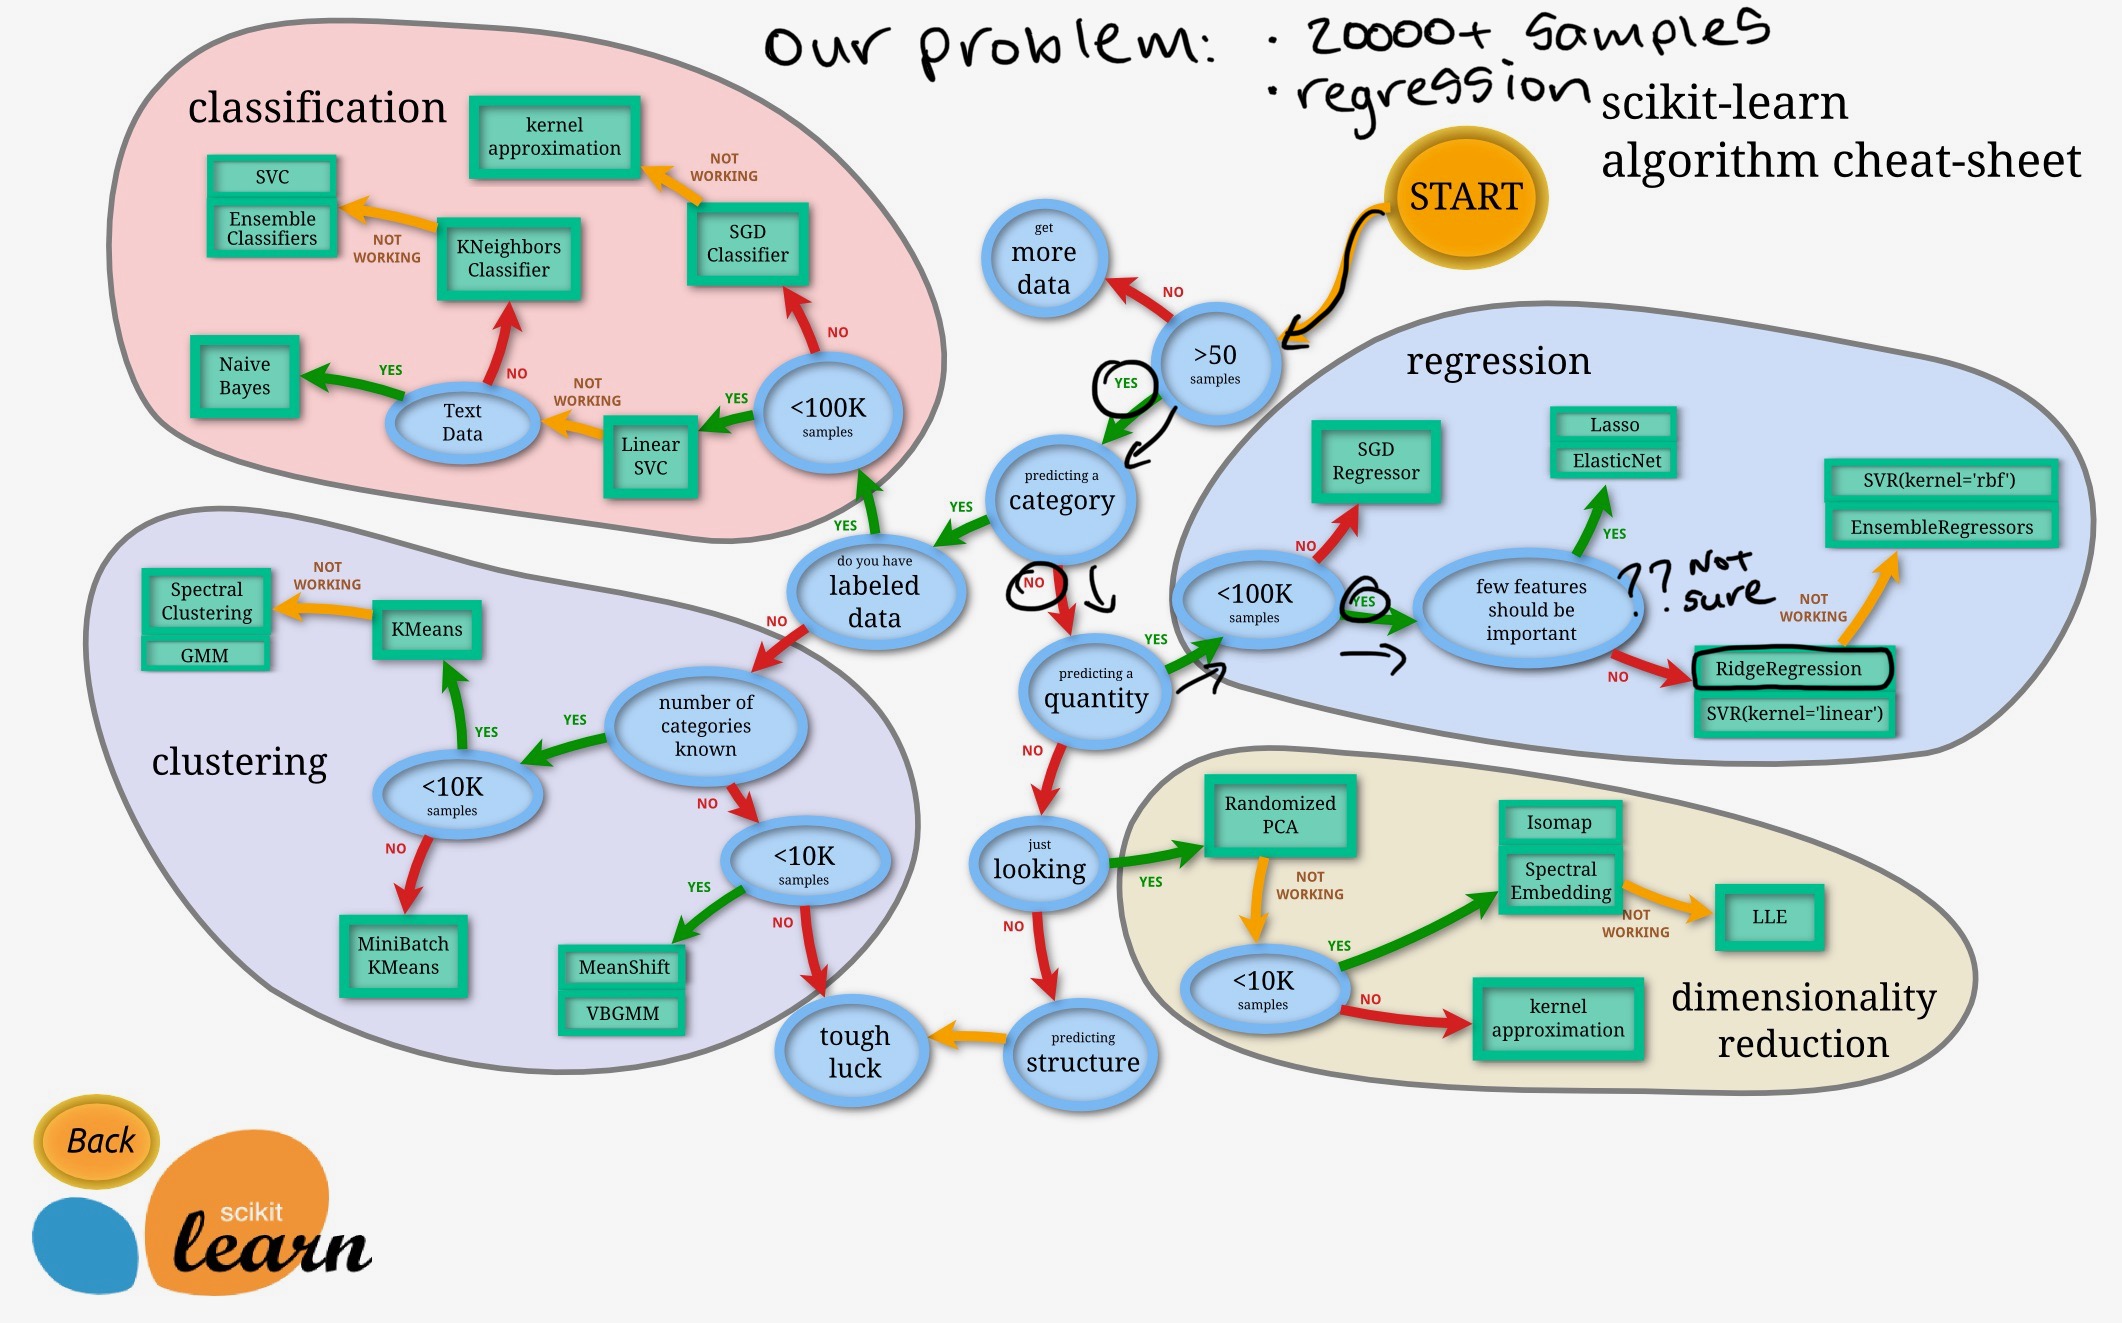 our problem: · 20000+ samples
· regression
scikit-learn
algorithm cheat-sheet
START
classification
kernel
approximation
NOT
WORKING
SVC
Ensemble
Classifiers
NOT
WORKING
KNeighbors
Classifier
SGD
Classifier
NO
Naive
Bayes
YES
NO
Text
Data
NOT
WORKING
Linear
SVC
YES
<100K
samples
YES
get
more
data
NO
>50
samples
YES
predicting a
category
YES
do you have
labeled
data
NO
NO
predicting a
quantity
YES
NO
regression
SGD
Regressor
NO
<100K
samples
YES
Lasso
ElasticNet
YES
few features
should be
important
?? Not
sure
NO
RidgeRegression
SVR(kernel='linear')
NOT
WORKING
SVR(kernel='rbf')
EnsembleRegressors
clustering
Spectral
Clustering
GMM
NOT
WORKING
KMeans
YES
<10K
samples
YES
number of
categories
known
NO
NO
MiniBatch
KMeans
<10K
samples
YES
MeanShift
VBGMM
NO
tough
luck
just
looking
YES
NO
predicting
structure
Randomized
PCA
NOT
WORKING
<10K
samples
YES
Isomap
Spectral
Embedding
NOT
WORKING
LLE
NO
kernel
approximation
dimensionality
reduction
Back
scikit
learn